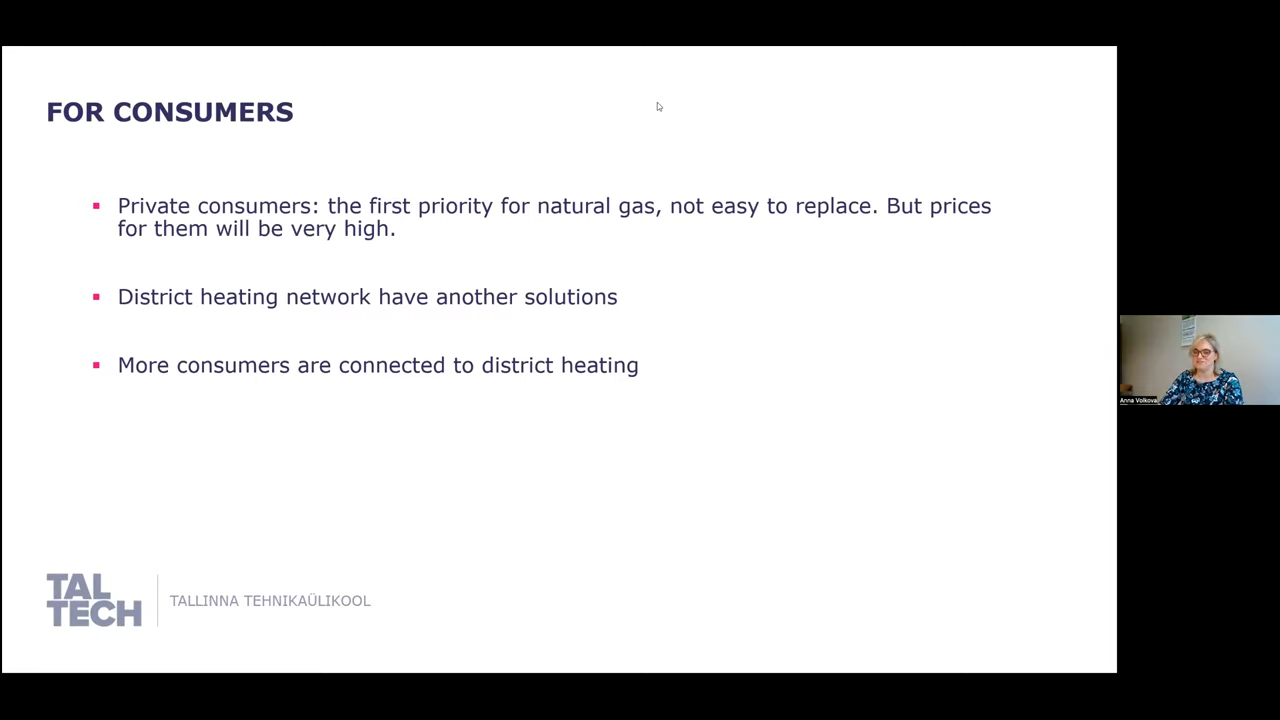 FOR CONSUMERS
Private consumers: the first priority for natural gas, not easy to replace. But prices
for them will be very high.
District heating network have another solutions
More consumers are connected to district heating
Anna Volkova
TAL
TECH
TALLINNA TEHNIKAÜLIKOOL